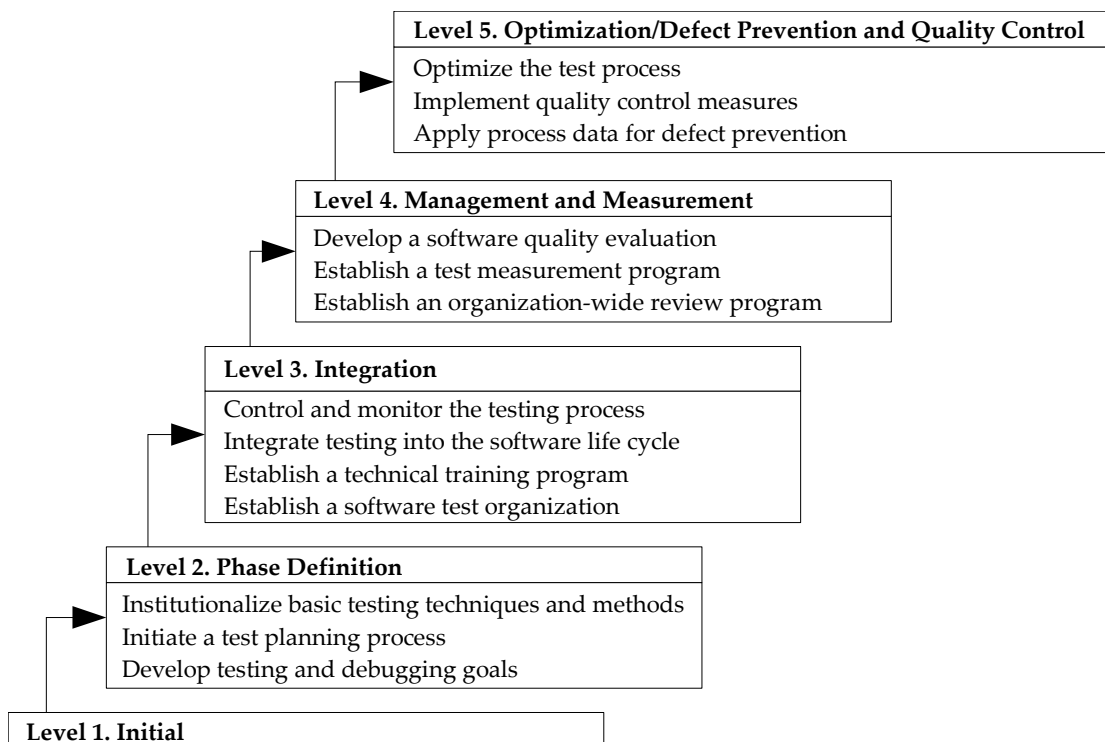 Level 5. Optimization/Defect Prevention and Quality Control
Optimize the test process
Implement quality control measures
Apply process data for defect prevention
Level 4. Management and Measurement
Develop a software quality evaluation
Establish a test measurement program
Establish an organization-wide review program
Level 3. Integration
Control and monitor the testing process
Integrate testing into the software life cycle
Establish a technical training program
Establish a software test organization
Level 2. Phase Definition
Institutionalize basic testing techniques and methods
Initiate a test planning process
Develop testing and debugging goals
Level 1. Initial